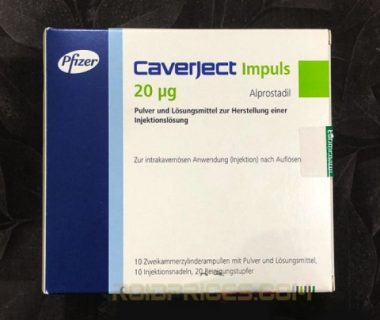 Pfizer
Caverject Impuls
20 µg
Alprostadil
Pulver und Lösungsmittel zur Herstellung einer
Injektionslösung
Zur intrakavernösen Anwendung (Injektion) nach Auflösen
10 Zweikammerzylinderampullen mit Pulver und Lösungsmittel,
10 Injektionsnadeln, 20 Reinigungstupfer
ROIDPRICES.COM